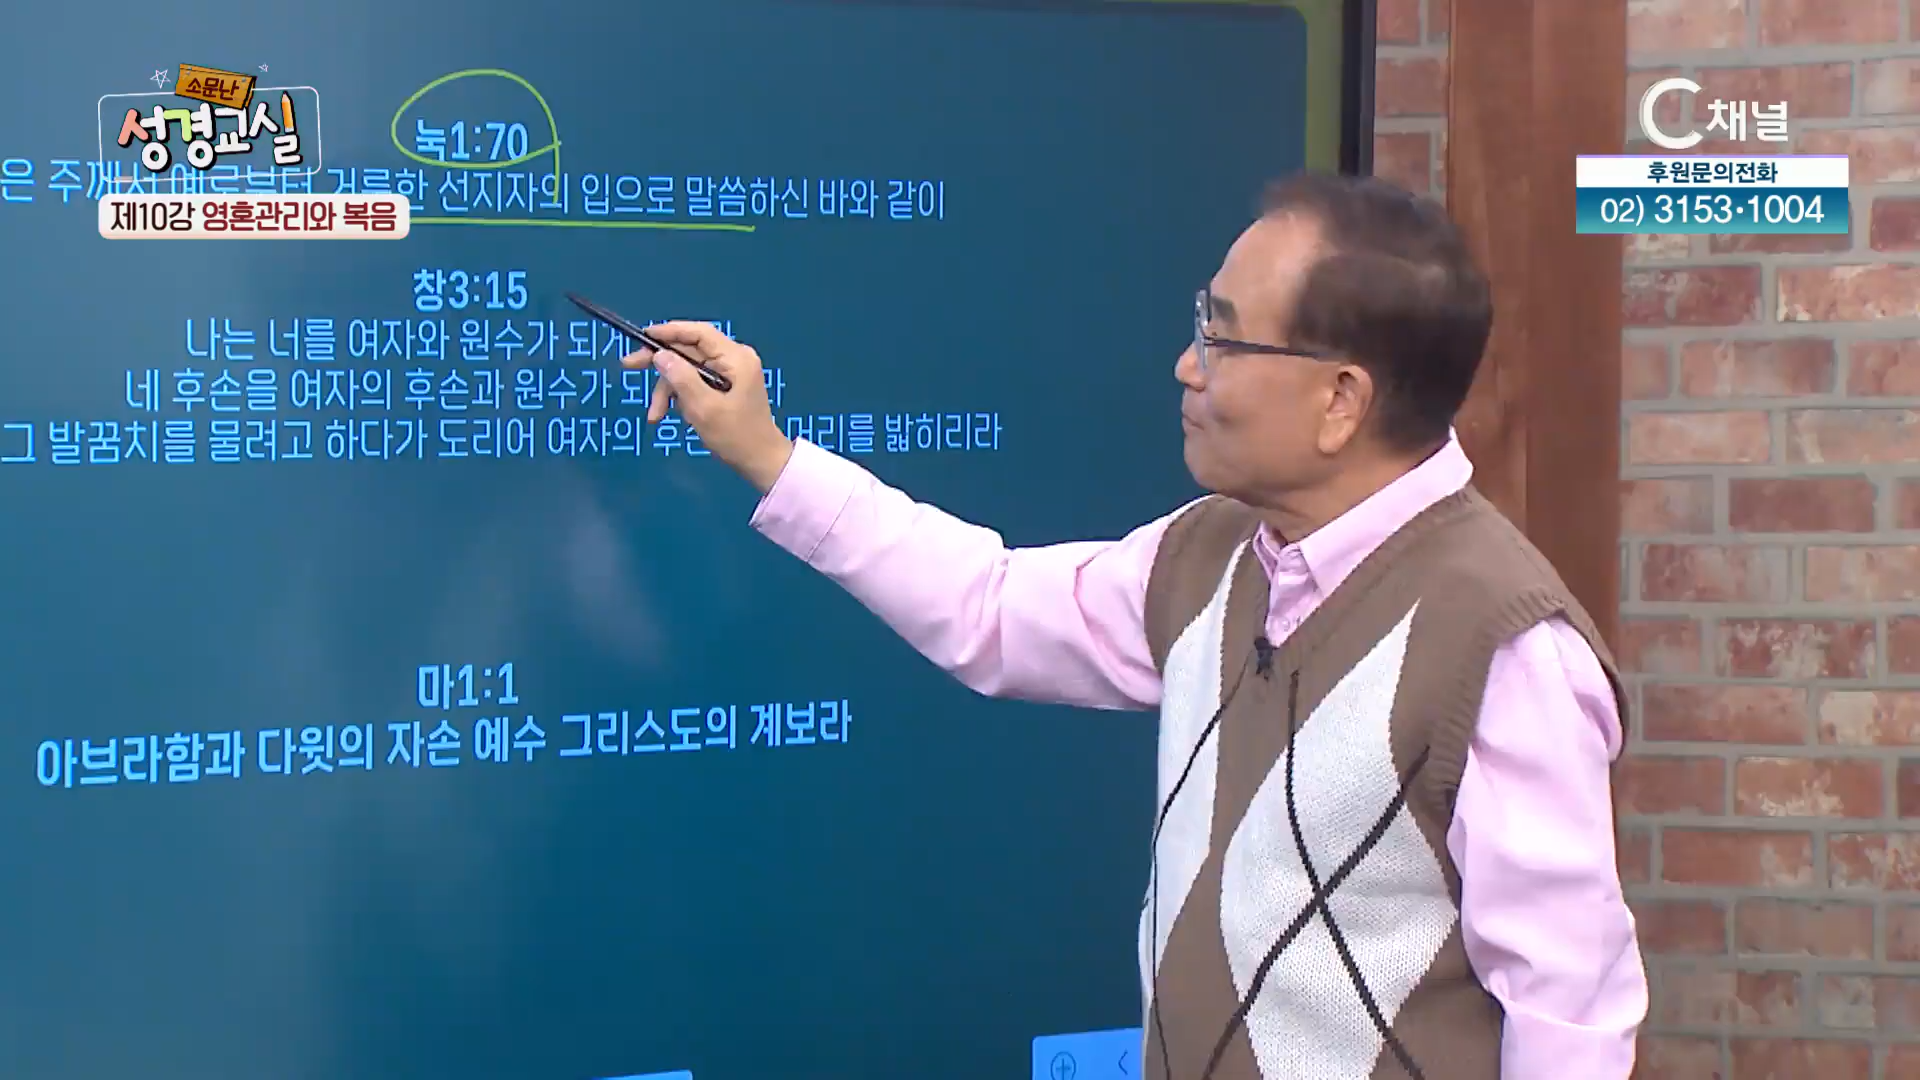 소문난
성경교실
제10강 영혼관리와 복음
C채널
후원문의전화
02) 3153·1004
눅1:70
은 주께서 예로부터 거룩한 선지자의 입으로 말씀하신 바와 같이
창3:15
나는 너를 여자와 원수가 되게
네 후손을 여자의 후손과 원수가
그 발꿈치를 물려고 하다가 도리어 여자의 머리를 밟히리라
마1:1
아브라함과 다윗의 자손 예수 그리스도의 계보라